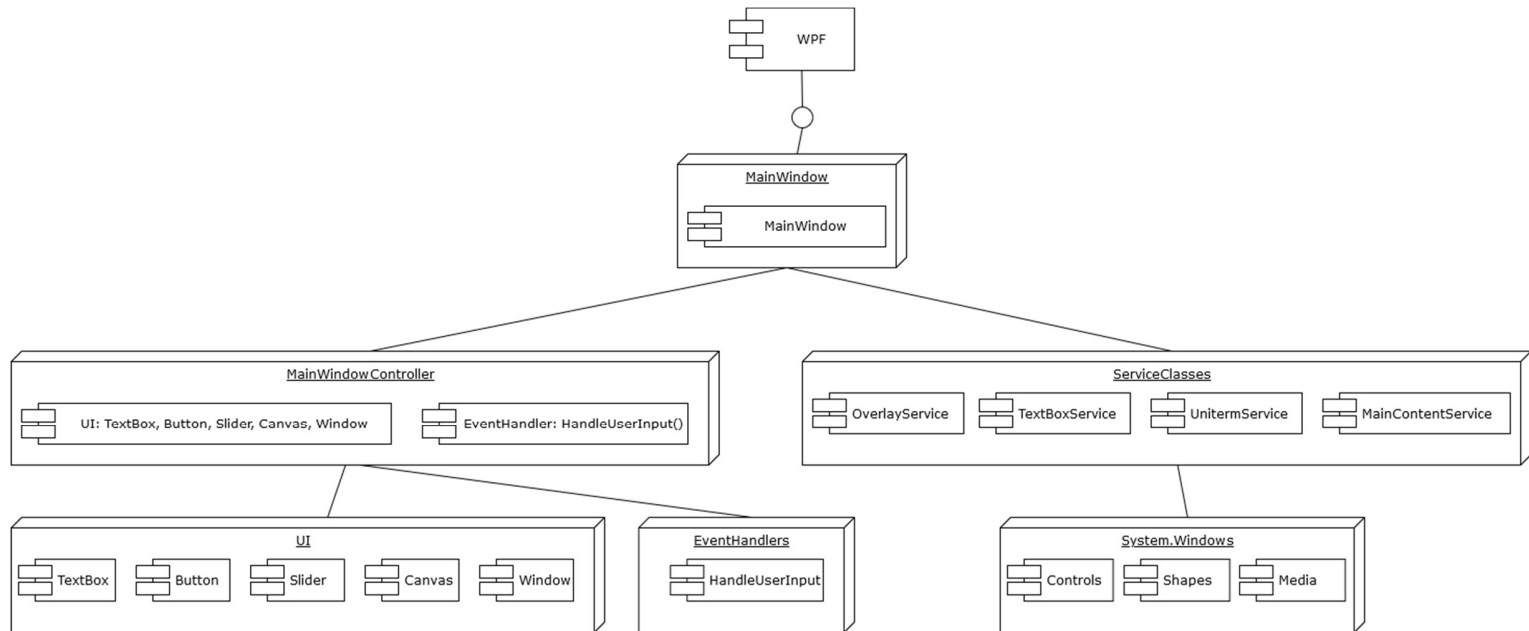 WPF
MainWindow
MainWindow
MainWindowController
UI: TextBox, Button, Slider, Canvas, Window
EventHandler: HandleUserInput()
ServiceClasses
OverlayService
TextBoxService
UnitermService
MainContentService
UI
TextBox
Button
Slider
Canvas
Window
EventHandlers
HandleUserInput
System.Windows
Controls
Shapes
Media